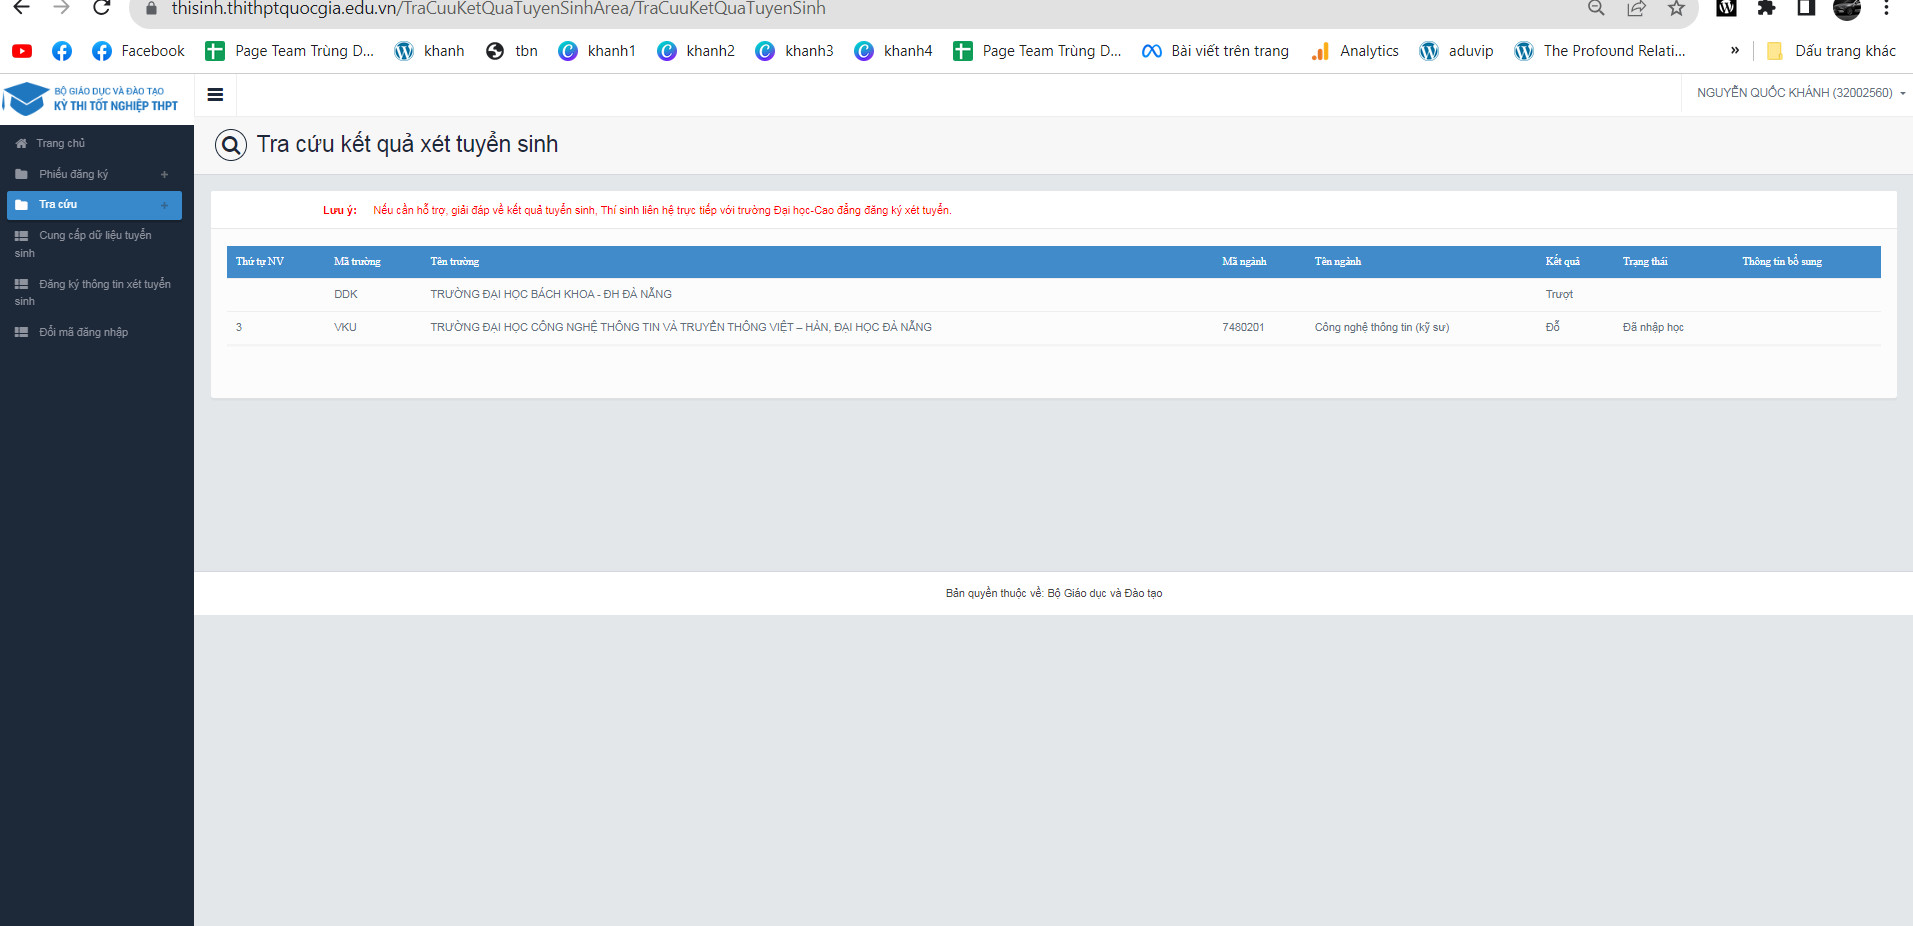 thisinh.thithptquocgia.edu.vn/TraCuuKetQuaTuyenSinhArea/TraCuuKetQuaTuyenSinh
Facebook Page Team Trùng D... khanh tbn khanh1 khanh2 khanh3 khanh4 Page Team Trùng D... Bài viết trên trang Analytics aduvip The Profound Relati... » Dấu trang khác
BỘ GIÁO DỤC VÀ ĐÀO TẠO
KỲ THI TỐT NGHIỆP THPT
NGUYỄN QUỐC KHÁNH (32002560)
Trang chủ
Phiếu đăng ký
Tra cứu
Cung cấp dữ liệu tuyển
sinh
Đăng ký thông tin xét tuyển
sinh
Đổi mã đăng nhập
Tra cứu kết quả xét tuyển sinh
Lưu ý: Nếu cần hỗ trợ, giải đáp về kết quả tuyển sinh, Thí sinh liên hệ trực tiếp với trường Đại học-Cao đẳng đăng ký xét tuyển.
Thứ tự NV Mã trường Tên trường Mã ngành Tên ngành Kết quả Trạng thái Thông tin bổ sung
DDK TRƯỜNG ĐẠI HỌC BÁCH KHOA - ĐH ĐÀ NẴNG Trượt
3 VKU TRƯỜNG ĐẠI HỌC CÔNG NGHỆ THÔNG TIN VÀ TRUYỀN THÔNG VIỆT – HÀN, ĐẠI HỌC ĐÀ NẴNG 7480201 Công nghệ thông tin (kỹ sư) Đỗ Đã nhập học
Bản quyền thuộc về: Bộ Giáo dục và Đào tạo